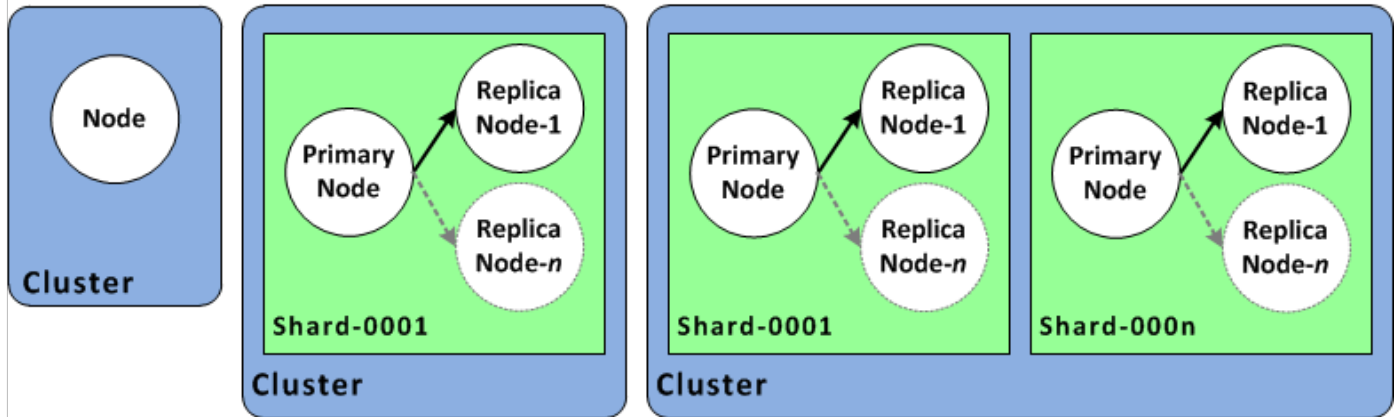 Node
Cluster
Primary
Node
Replica
Node-1
Replica
Node-n
Shard-0001
Cluster
Primary
Node
Replica
Node-1
Replica
Node-n
Shard-0001
Primary
Node
Replica
Node-1
Replica
Node-n
Shard-000n
Cluster